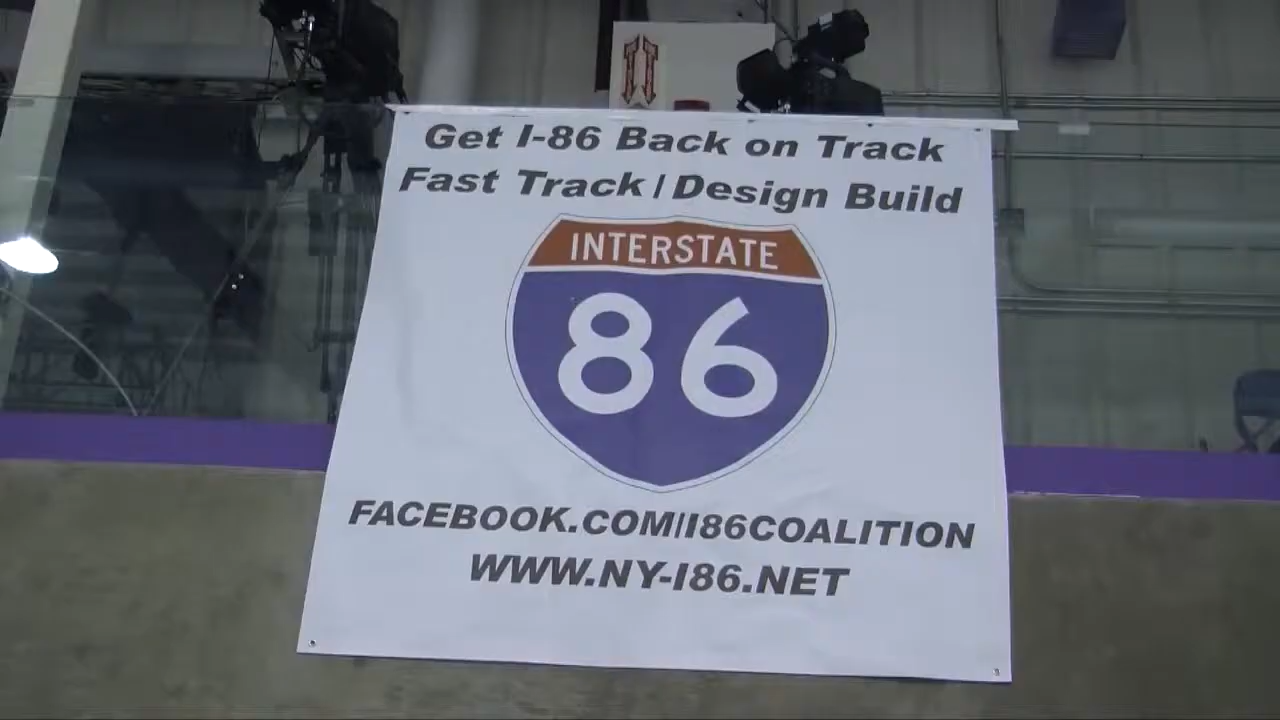 Get I-86 Back on Track
Fast Track / Design Build
INTERSTATE
86
FACEBOOK.COM/I86COALITION
WWW.NY-I86.NET